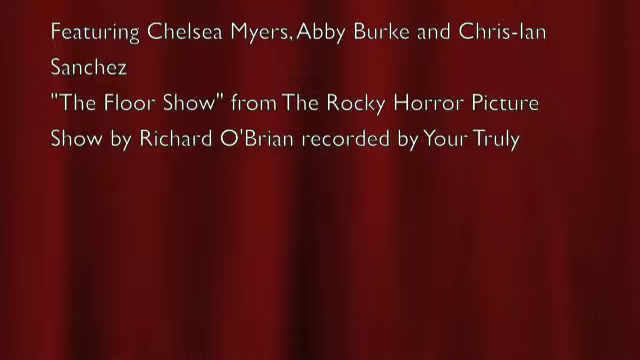 Featuring Chelsea Myers, Abby Burke and Chris-Ian
Sanchez
"The Floor Show" from The Rocky Horror Picture
Show by Richard O'Brian recorded by Your Truly